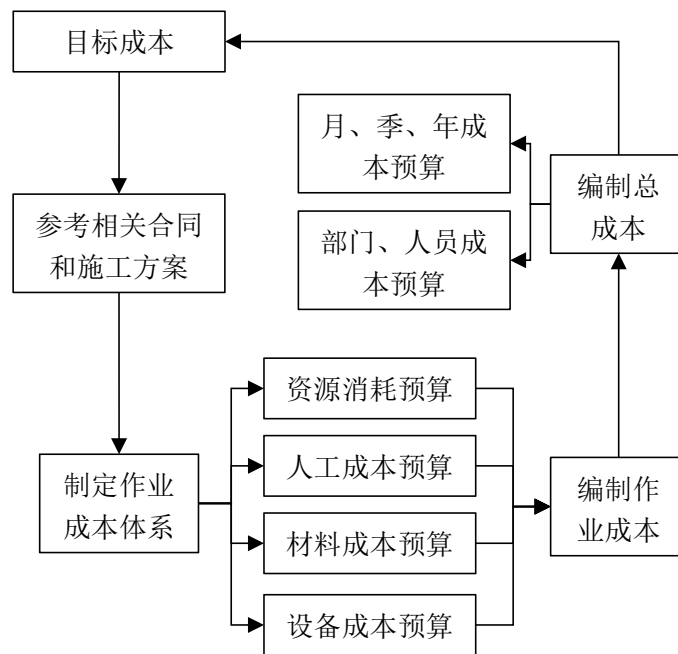 目标成本
月、季、年成
本预算
编制总
成本
参考相关合同
和施工方案
部门、人员成
本预算
资源消耗预算
人工成本预算
制定作业
成本体系
编制作
业成本
材料成本预算
设备成本预算